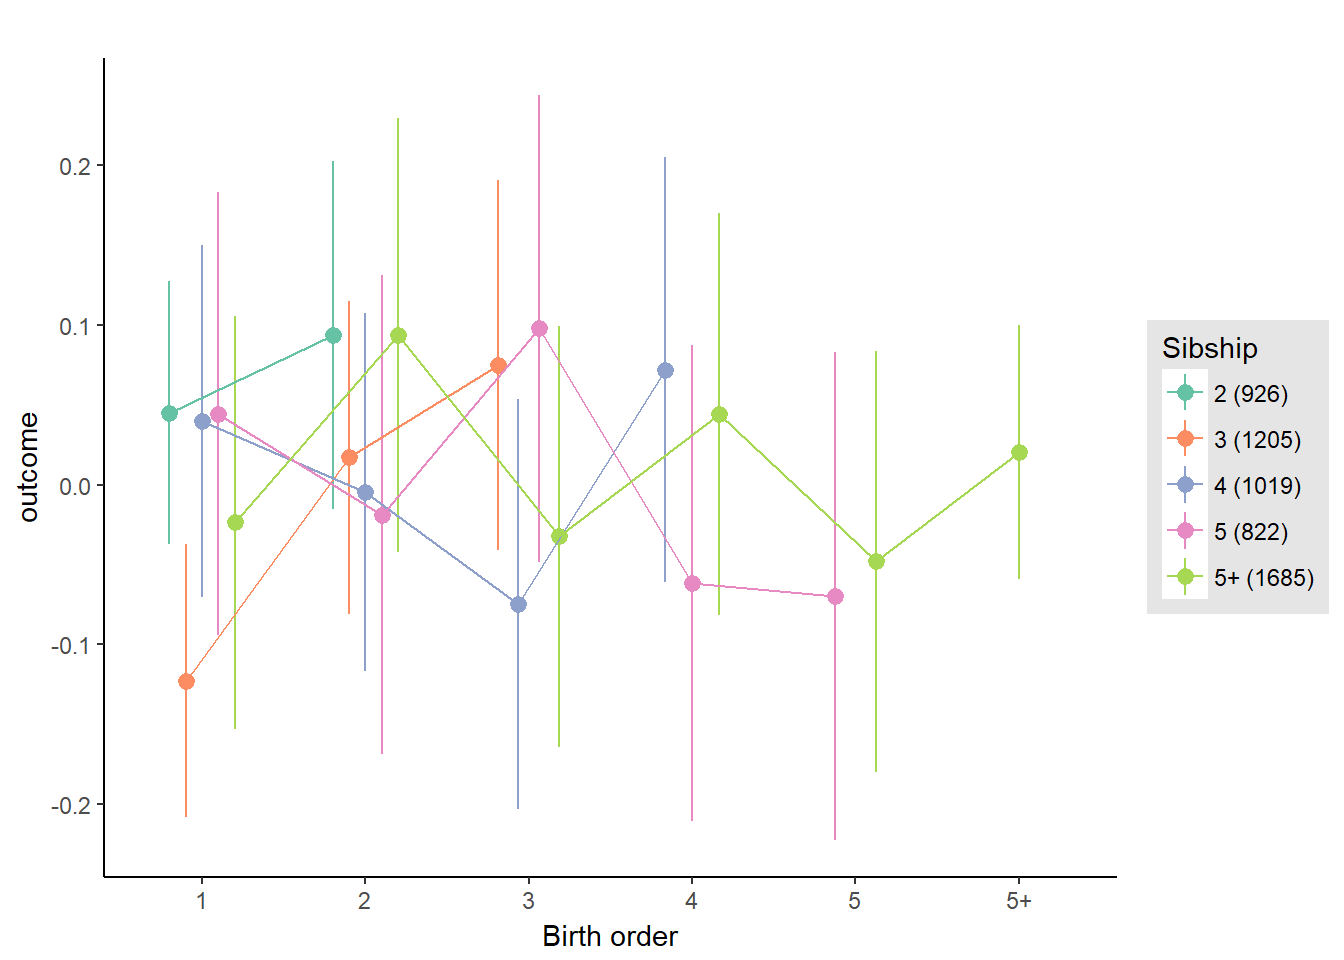 0.2
0.1
0.0
-0.1
-0.2
outcome
1 2 3 4 5 5+
Birth order
Sibship
2 (926)
3 (1205)
4 (1019)
5 (822)
5+ (1685)